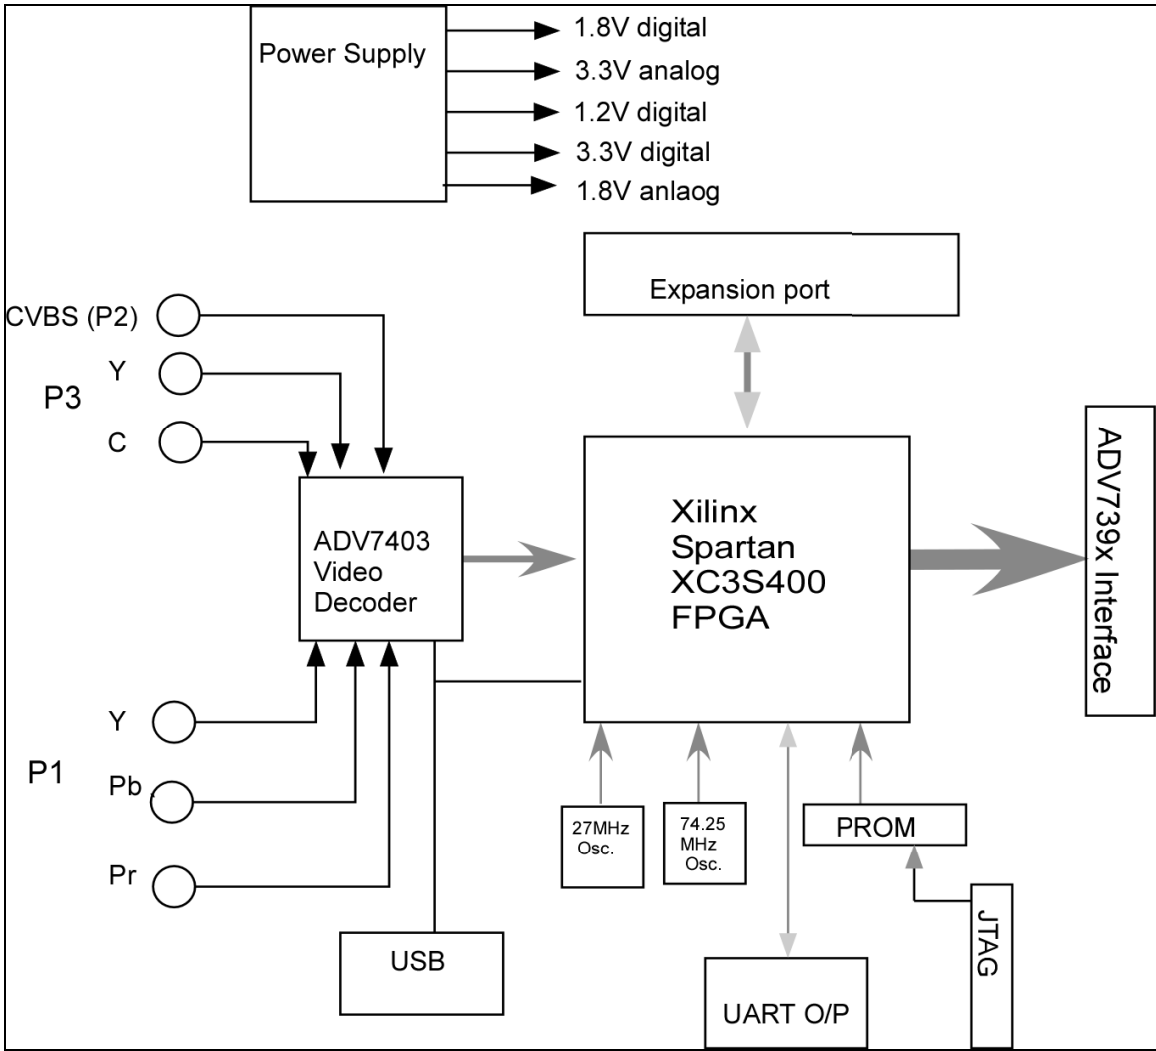 Power Supply
1.8V digital
3.3V analog
1.2V digital
3.3V digital
1.8V anlaog
Expansion port
CVBS (P2)
Y
P3
C
ADV7403
Video
Decoder
Xilinx
Spartan
XC3S400
FPGA
ADV739x Interface
Y
P1
Pb
Pr
27MHz
Osc.
74.25
MHz
Osc.
PROM
JTAG
USB
UART O/P